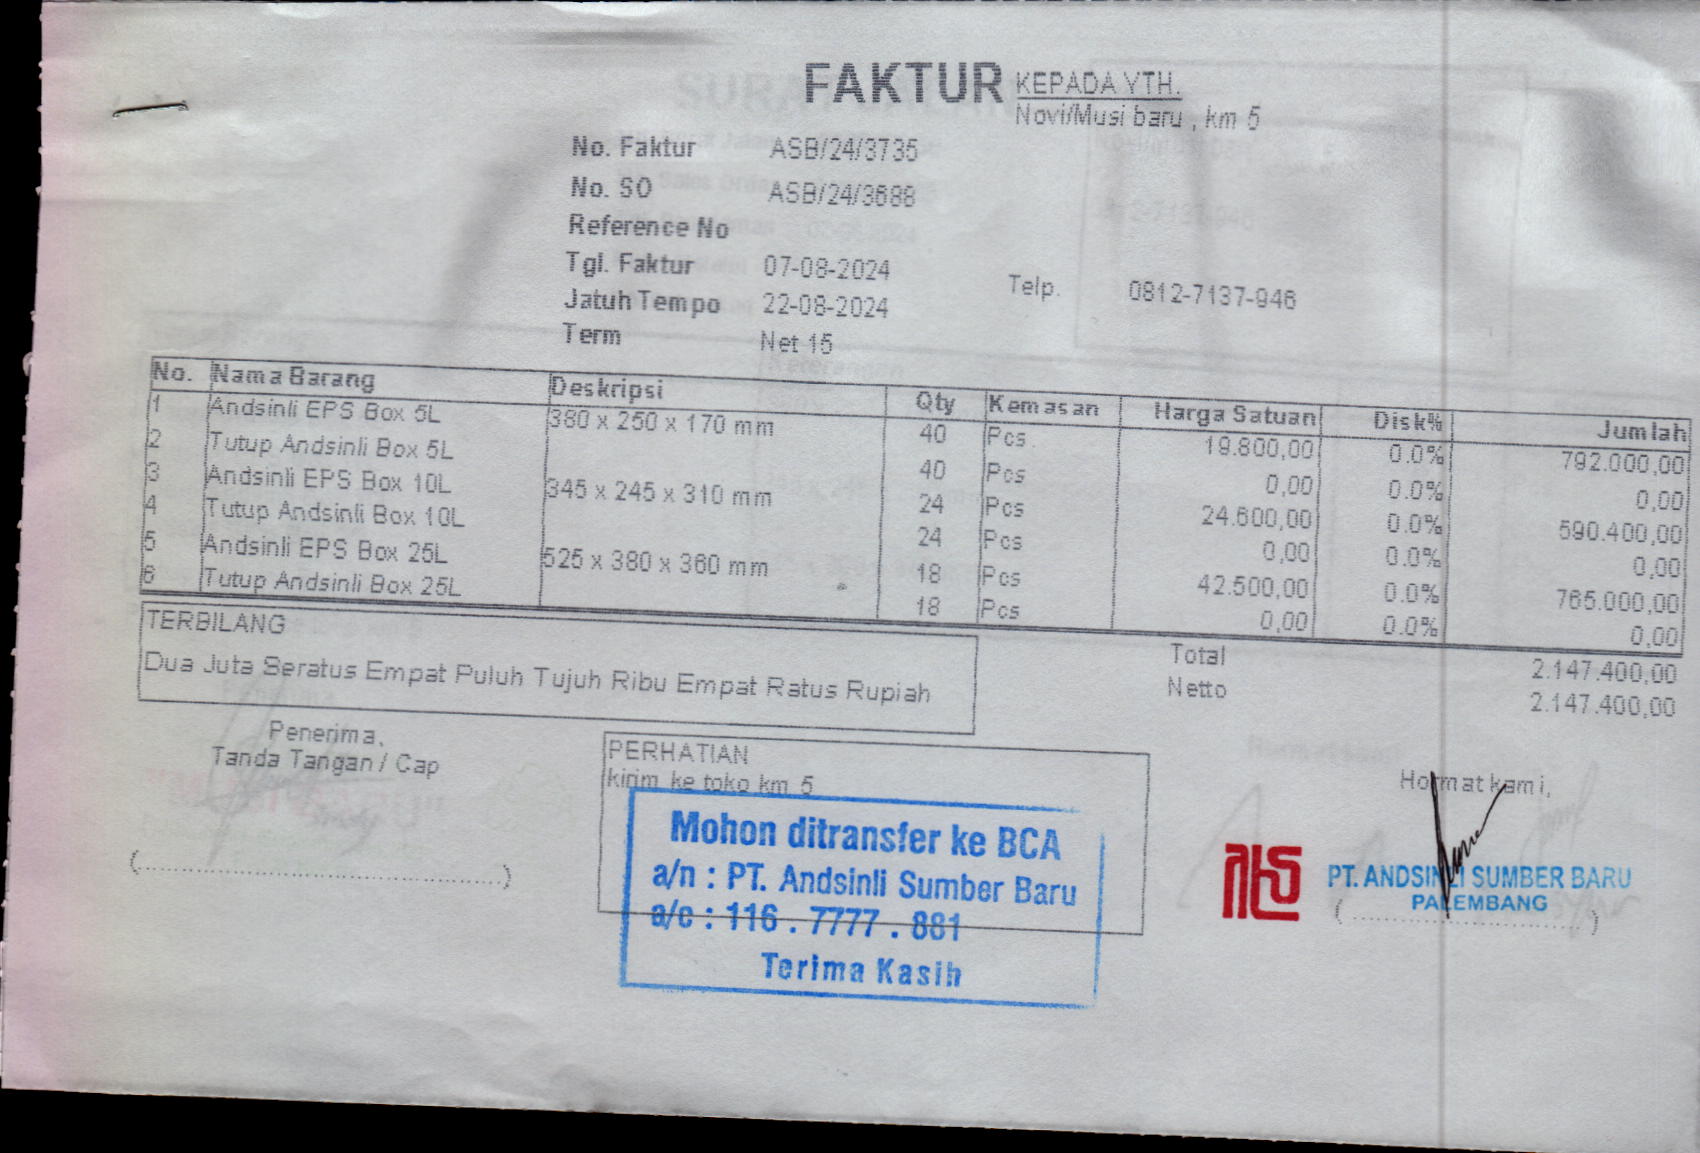 FAKTUR
KEPADA YTH.
Novi/Musi baru , km 5
No. Faktur ASB/24/3735
No. SO ASB/24/3688
Reference No
Tgl. Faktur 07-08-2024
Telp. 0812-7137-946
Jatuh Tempo 22-08-2024
Term Net 15
No. Nama Barang Deskripsi Qty Kemasan Harga Satuan Disk% Jumlah
1 Andsinli EPS Box 5L 380 x 250 x 170 mm 40 Pcs 19.800,00 0.0% 792.000,00
2 Tutup Andsinli Box 5L 40 Pcs 0,00 0.0% 0,00
3 Andsinli EPS Box 10L 345 x 245 x 310 mm 24 Pcs 24.600,00 0.0% 590.400,00
4 Tutup Andsinli Box 10L 24 Pcs 0,00 0.0% 0,00
5 Andsinli EPS Box 25L 525 x 380 x 360 mm 18 Pcs 42.500,00 0.0% 765.000,00
6 Tutup Andsinli Box 25L 18 Pcs 0,00 0.0% 0,00
TERBILANG
Dua Juta Seratus Empat Puluh Tujuh Ribu Empat Ratus Rupiah
Total 2.147.400,00
Netto 2.147.400,00
Penerima,
Tanda Tangan / Cap
PERHATIAN
kirim ke toko km 5
Mohon ditransfer ke BCA
a/n : PT. Andsinli Sumber Baru
a/c : 116 . 7777 . 881
Terima Kasih
Hormat kami,
PT. ANDSINLI SUMBER BARU
PALEMBANG